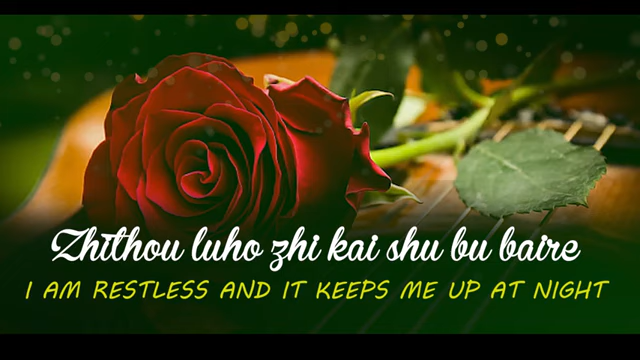 Zhithou luho zhi kai shu bu baire
I AM RESTLESS AND IT KEEPS ME UP AT NIGHT